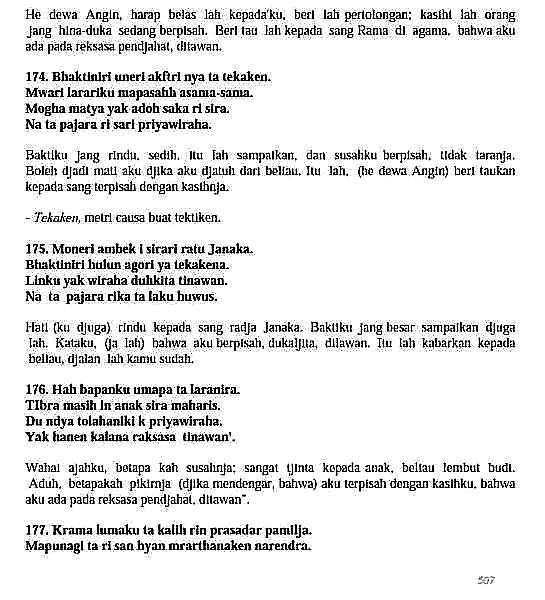 He dewa Angin, harap belas lah kepada'ku, beri lah pertolongan; kasihi lah orang
jang hina-duka sedang berpisah. Beri tau lah kepada sang Rama di agama, bahwa aku
ada pada reksasa pendjahat, ditawan.
174. Bhaktiniri uneri akftri nya ta tekaken.
Mwari larariku mapasahh asama-sama.
Mogha matya yak adoh saka ri sira.
Na ta pajara ri sari priyawiraha.
Baktiku jang rindu, sedih, itu lah sampaikan, dan susahku berpisah, tidak taranja.
Boleh djadi mati aku djika aku djatuh dari beliau. Itu lah, (he dewa Angin) beri taukan
kepada sang terpisah dengan kasihnja.
- Tekaken, metri causa buat tektiken.
175. Moneri ambek i sirari ratu Janaka.
Bhaktiniri hulun agori ya tekakena.
Linku yak wiraha duhkita tinawan.
Na ta pajara rika ta laku huwus.
Hati (ku djuga) rindu kepada sang radja Janaka. Baktiku jang besar sampaikan djuga
lah. Kataku, (ja lah) bahwa aku berpisah, dukaljita, ditawan. Itu lah kabarkan kepada
beliau, djalan lah kamu sudah.
176. Hah bapanku umapa ta laranira.
TIbra masih in anak sira maharis.
Du ndya tolahaniki k priyawiraha.
Yak hanen kalana raksasa tinawan'.
Wahai ajahku, betapa kah susahnja; sangat tjinta kepada anak, beliau lembut budi.
Aduh, betapakah pikirnja (djika mendengar, bahwa) aku terpisah dengan kasihku, bahwa
aku ada pada reksasa pendjahat, ditawan".
177. Krama lumaku ta kalih rin prasadar pamuja.
Mapunagi ta ri san hyan mrarthanaken narendra.
507